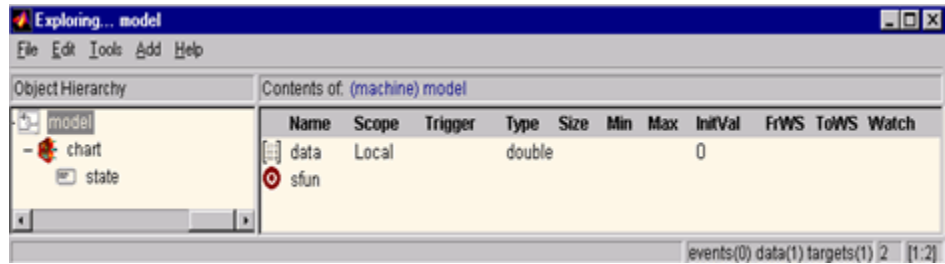 Exploring... model
File Edit Tools Add Help
Object Hierarchy
Contents of: (machine) model
model
chart
state
Name Scope Trigger Type Size Min Max InitVal FrWS ToWS Watch
data Local double 0
sfun
events(0) data(1) targets(1) 2 [1:2]